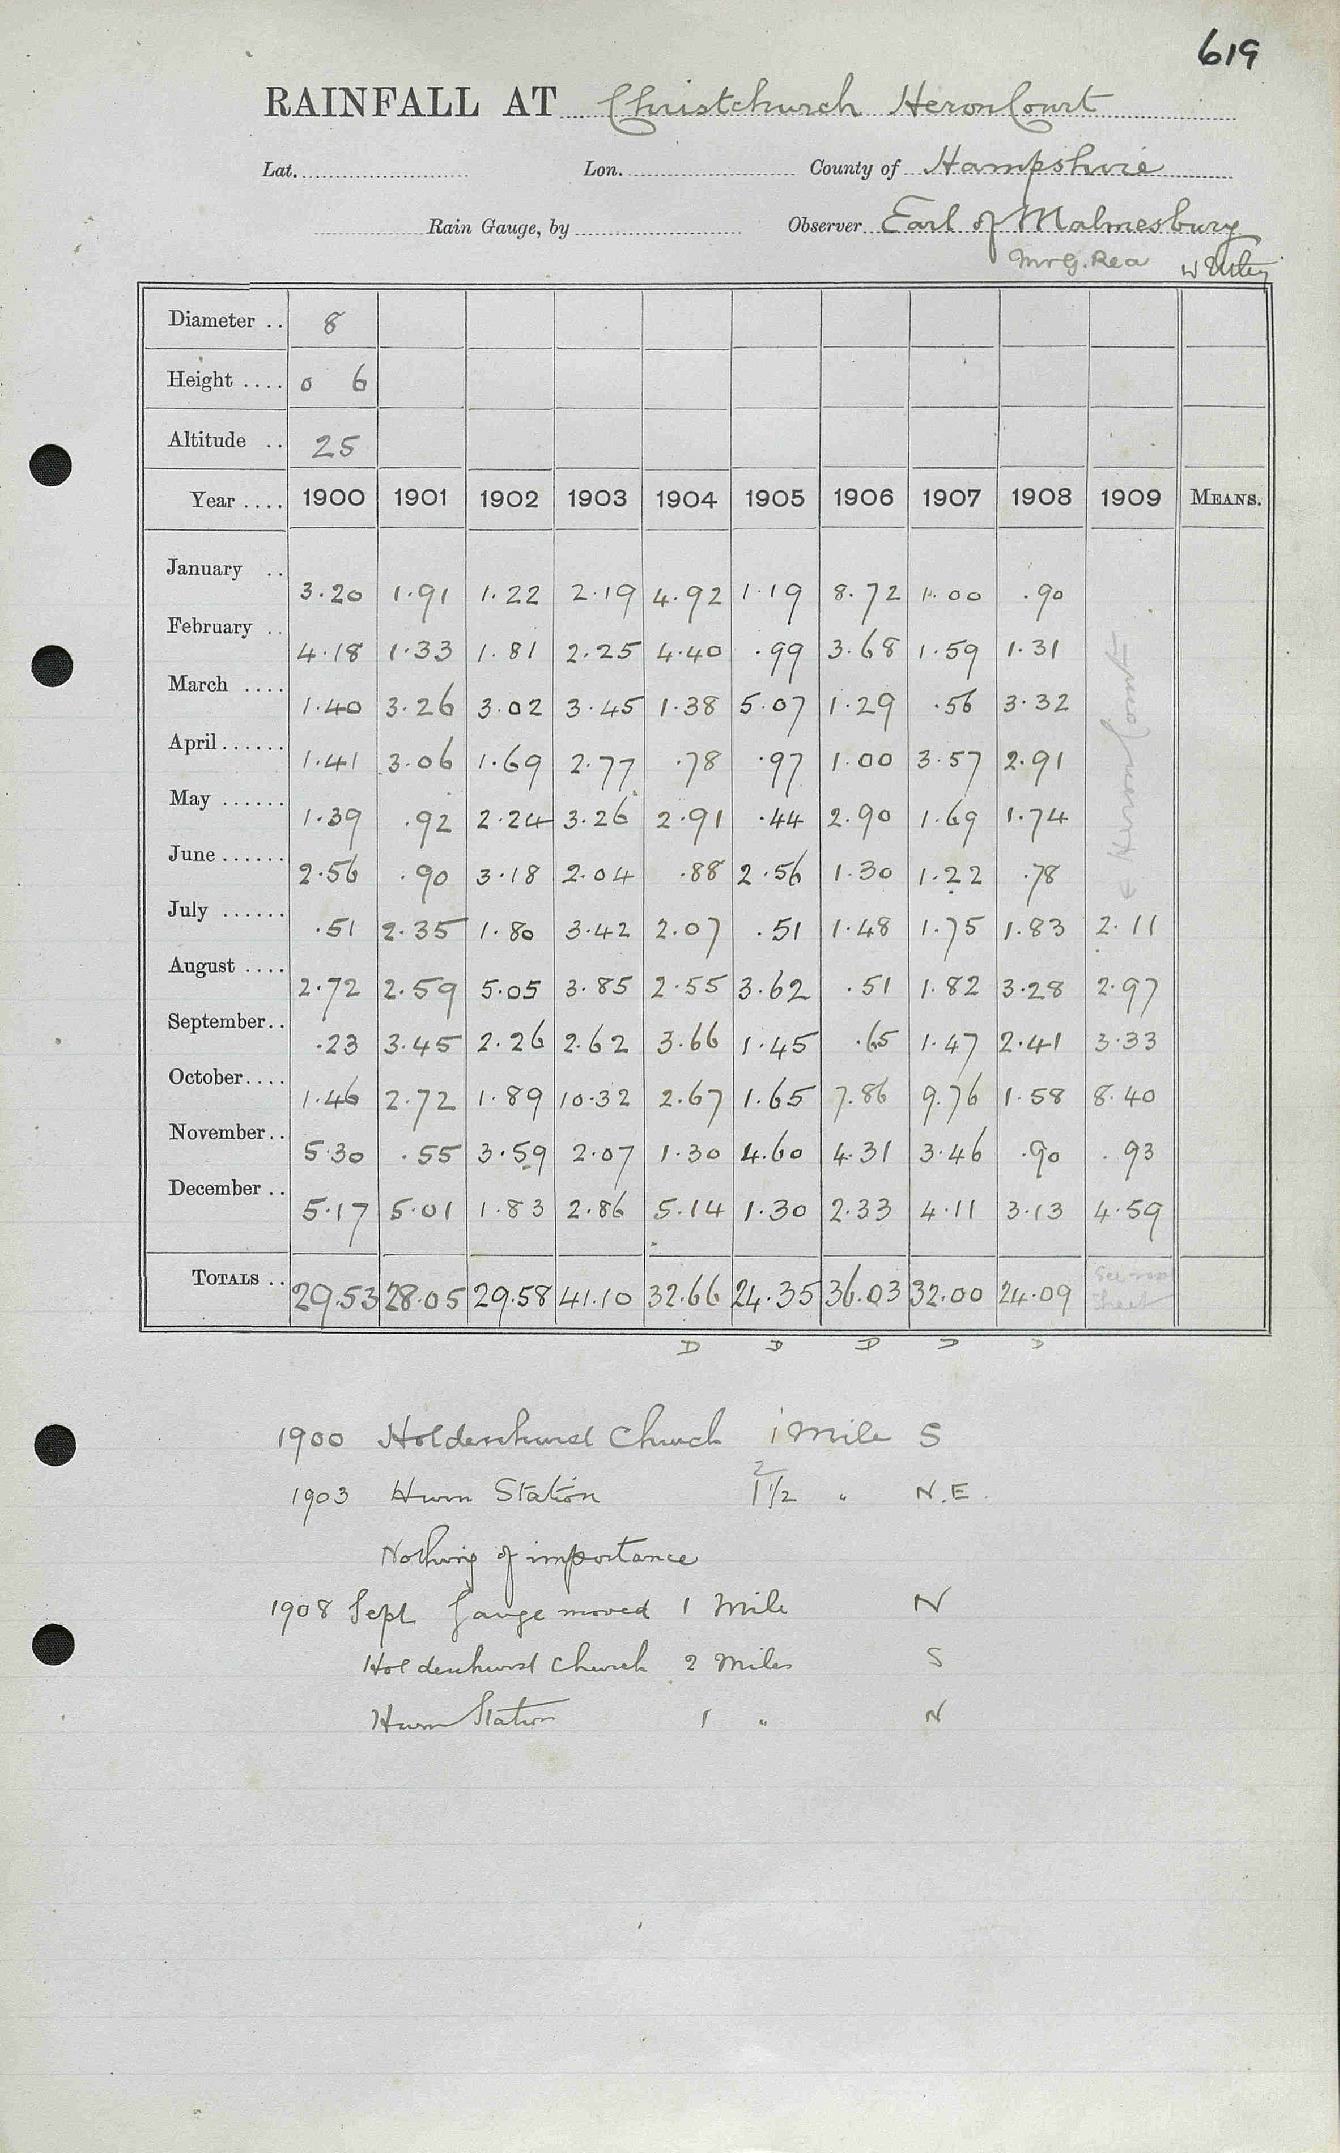 619
RAINFALL AT Christchurch Heron Court
Lat. Lon. County of Hampshire
Rain Gauge, by Observer Earl of Malmesbury
Mr G. Rea W
Diameter .. 8
Height .... 0 6
Altitude .. 25
Year .... 1900 1901 1902 1903 1904 1905 1906 1907 1908 1909 MEANS.
January .. 3.20 1.91 1.22 2.19 4.92 1.19 8.72 1.00 .90
February .. 4.18 1.33 1.81 2.25 4.40 .99 3.68 1.59 1.31
March .... 1.40 3.26 3.02 3.45 1.38 5.07 1.29 .56 3.32
April ...... 1.41 3.06 1.69 2.77 .78 .97 1.00 3.57 2.91
May ...... 1.39 .92 2.24 3.26 2.91 .44 2.90 1.69 1.74
June ...... 2.56 .90 3.18 2.04 .88 2.56 1.30 1.22 .78
July ...... .51 2.35 1.80 3.42 2.07 .51 1.48 1.75 1.83 2.11
August .... 2.72 2.59 5.05 3.85 2.55 3.62 .51 1.82 3.28 2.97
September.. .23 3.45 2.26 2.62 3.66 1.45 .65 1.47 2.41 3.33
October.... 1.46 2.72 1.89 10.32 2.67 1.65 7.86 9.76 1.58 8.40
November.. 5.30 .55 3.59 2.07 1.30 4.60 4.31 3.46 .90 .93
December .. 5.17 5.01 1.83 2.86 5.14 1.30 2.33 4.11 3.13 4.59
Heron Court
TOTALS .. 29.53 28.05 29.58 41.10 32.66 24.35 36.03 32.00 24.09 See
Sheet
D D D D D
1900 Holdenhurst Church 1 Mile S
2
1903 Hurn Station 1½ " N.E.
Nothing of importance
1908 Sept Gauge moved 1 Mile N
Holdenhurst Church 2 Miles S
Hurn Station 1 " N